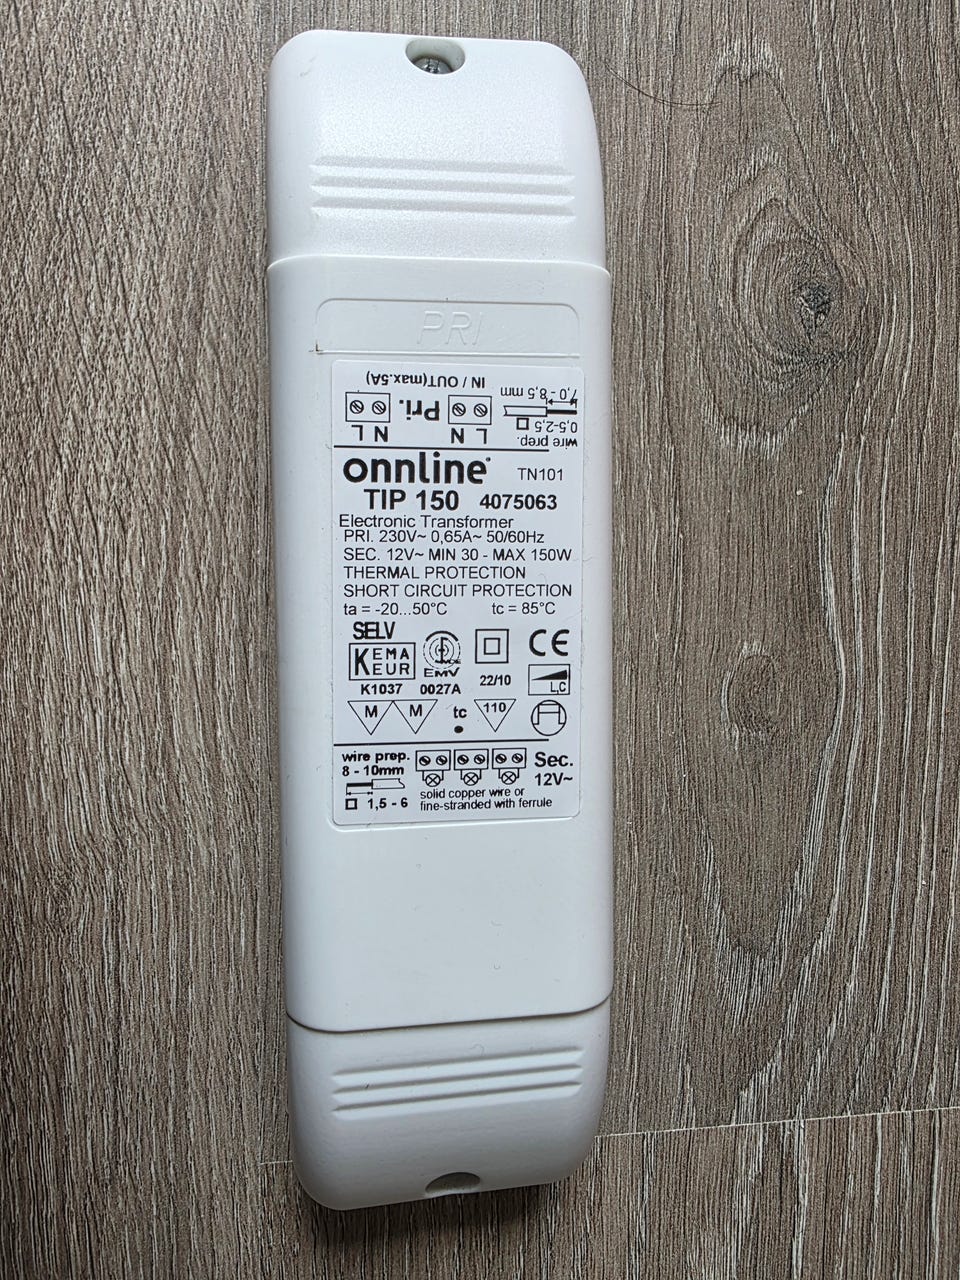 PRI
IN / OUT(max.5A)
7,0 - 8,5 mm
Pri.
0,5-2,5
N L
L N
wire prep.
onnline
TN101
TIP 150 4075063
Electronic Transformer
PRI. 230V~ 0,65A~ 50/60Hz
SEC. 12V~ MIN 30 - MAX 150W
THERMAL PROTECTION
SHORT CIRCUIT PROTECTION
ta = -20...50°C tc = 85°C
SELV
KEMA
EUR
CE
EMV
K1037 0027A 22/10 L,C
M M tc 110
wire prep.
8 - 10mm
Sec.
12V~
1,5 - 6
solid copper wire or
fine-stranded with ferrule